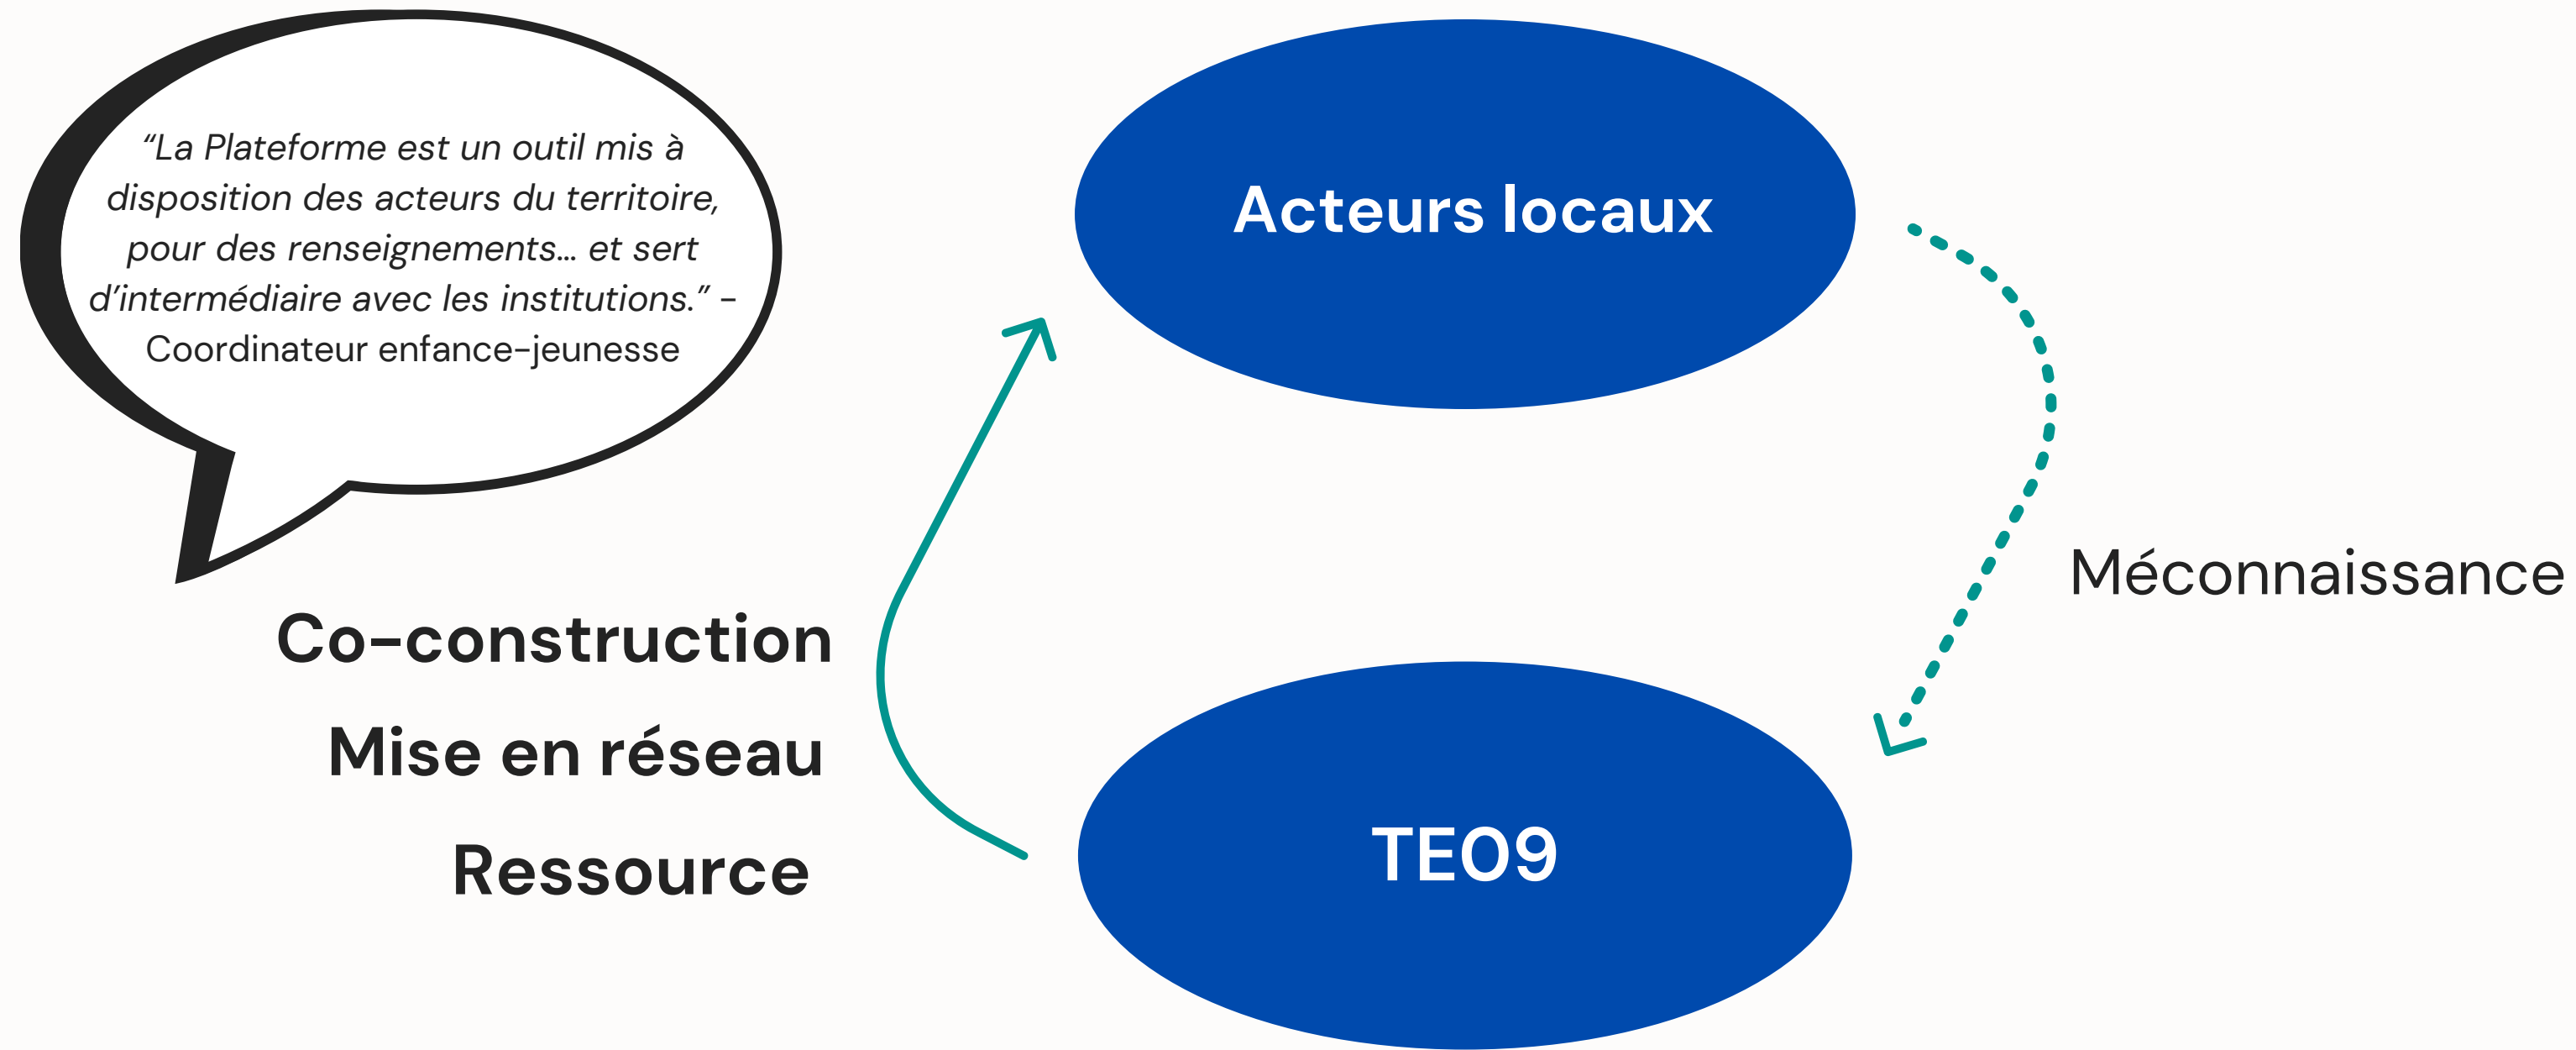 “La Plateforme est un outil mis à
disposition des acteurs du territoire,
pour des renseignements... et sert
d’intermédiaire avec les institutions.” -
Coordinateur enfance-jeunesse
Acteurs locaux
Méconnaissance
Co-construction
Mise en réseau
Ressource
TE09